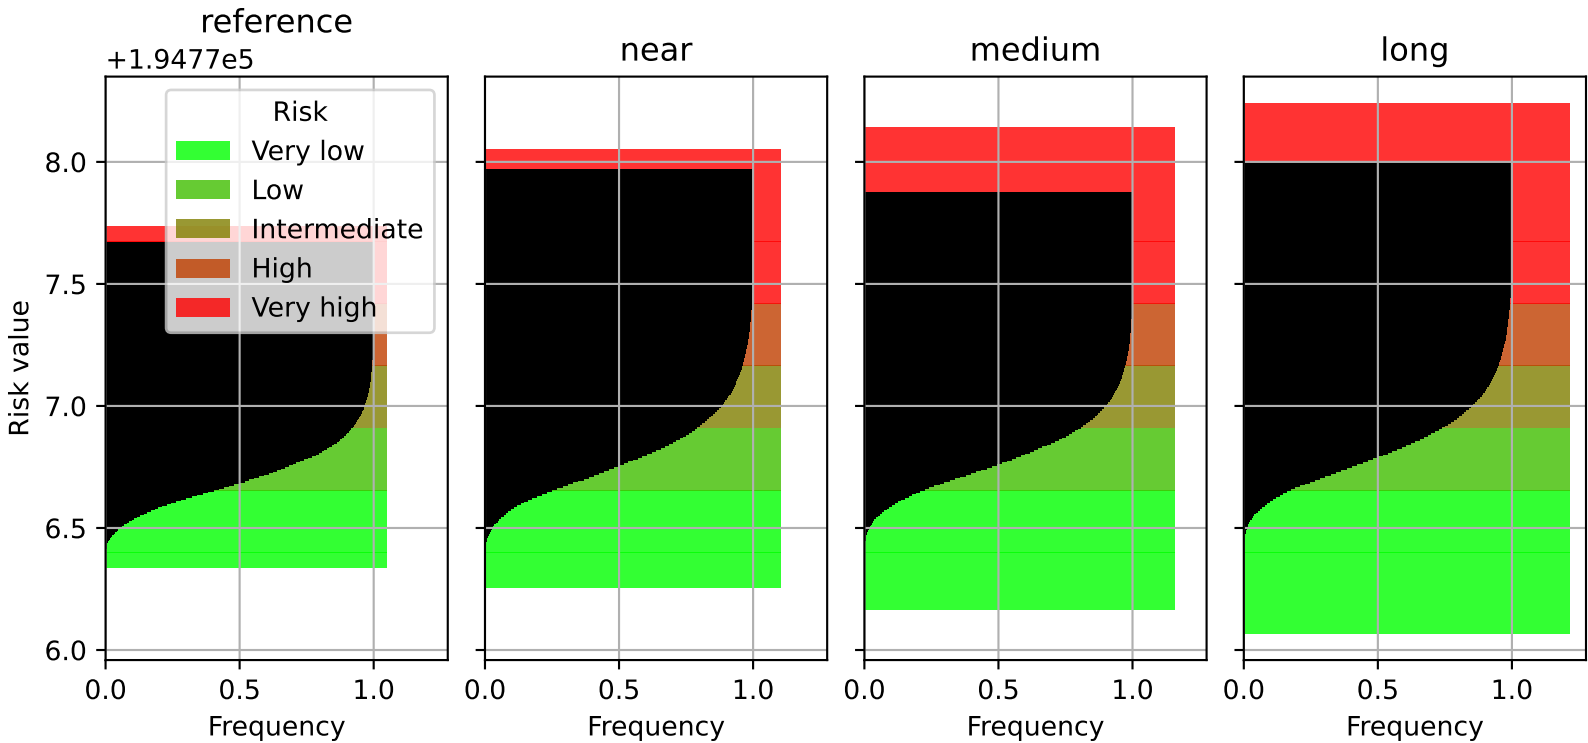 reference
near
medium
long
+1.9477e5
Risk
Very low
Low
Intermediate
High
Very high
Risk value
8.0
7.5
7.0
6.5
6.0
0.0 0.5 1.0
0.0 0.5 1.0
0.0 0.5 1.0
0.0 0.5 1.0
Frequency
Frequency
Frequency
Frequency